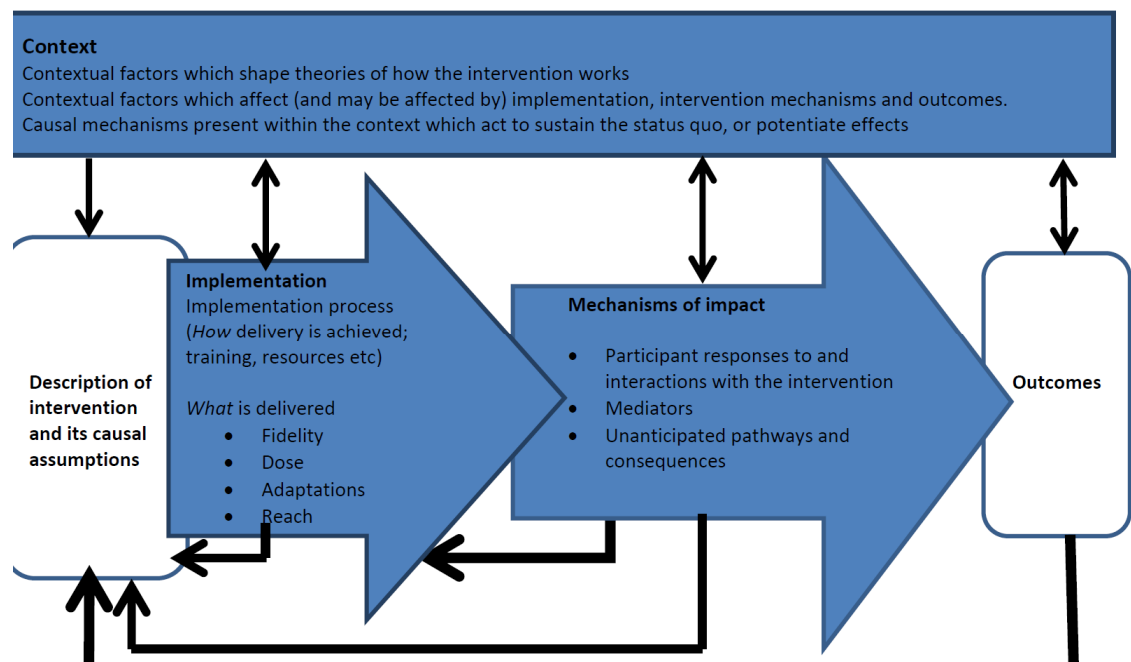 Context
Contextual factors which shape theories of how the intervention works
Contextual factors which affect (and may be affected by) implementation, intervention mechanisms and outcomes.
Causal mechanisms present within the context which act to sustain the status quo, or potentiate effects
Description of
intervention
and its causal
assumptions
Implementation
Implementation process
(How delivery is achieved;
training, resources etc)
What is delivered
• Fidelity
• Dose
• Adaptations
• Reach
Mechanisms of impact
• Participant responses to and
interactions with the intervention
• Mediators
• Unanticipated pathways and
consequences
Outcomes